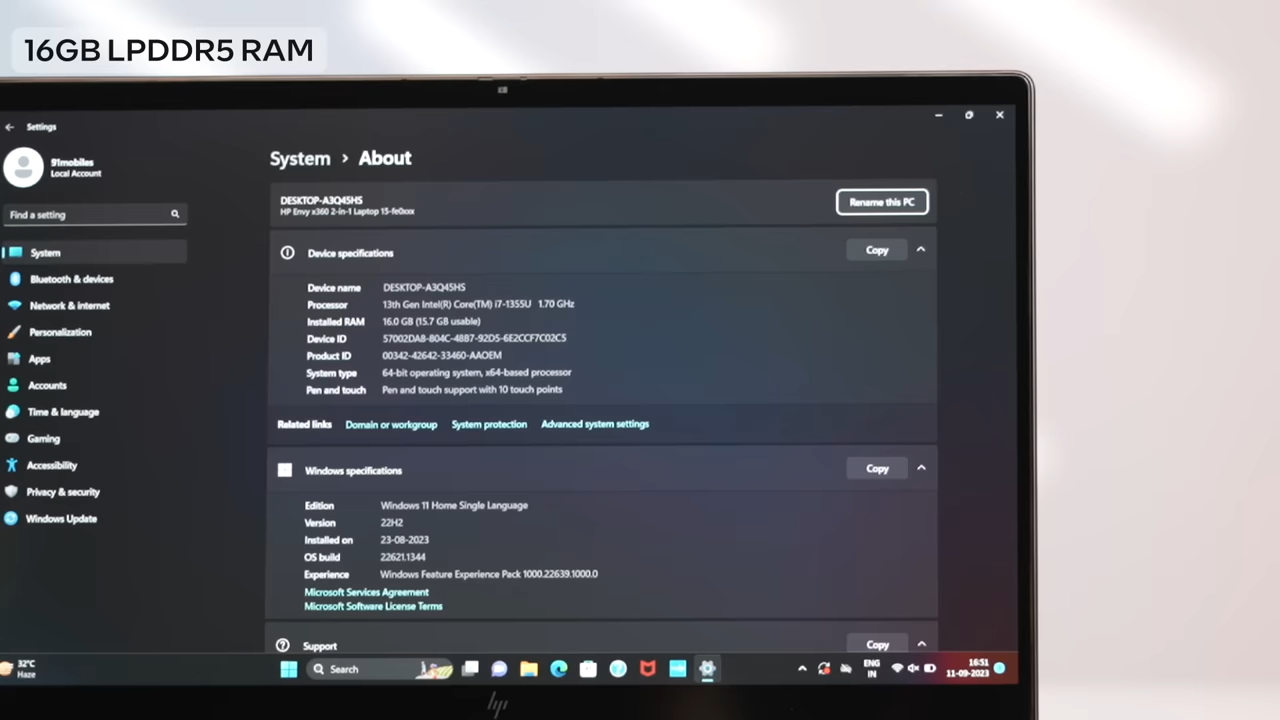 16GB LPDDR5 RAM
Settings
91mobiles
Local Account
Find a setting
System
Bluetooth & devices
Network & internet
Personalization
Apps
Accounts
Time & language
Gaming
Accessibility
Privacy & security
Windows Update
System > About
DESKTOP-A3Q45HS
HP Envy x360 2-in-1 Laptop 15-fe0xxx
Rename this PC
Device specifications
Copy
Device name DESKTOP-A3Q45HS
Processor 13th Gen Intel(R) Core(TM) i7-1355U 1.70 GHz
Installed RAM 16.0 GB (15.7 GB usable)
Device ID 57002DA8-804C-4887-92D5-6E2CCF7C02C5
Product ID 00342-42642-33460-AAOEM
System type 64-bit operating system, x64-based processor
Pen and touch Pen and touch support with 10 touch points
Related links Domain or workgroup System protection Advanced system settings
Windows specifications
Copy
Edition Windows 11 Home Single Language
Version 22H2
Installed on 23-08-2023
OS build 22621.1344
Experience Windows Feature Experience Pack 1000.22639.1000.0
Microsoft Services Agreement
Microsoft Software License Terms
Support
Copy
32°C
Haze
Search
ENG
IN
16:51
11-09-2023
hp